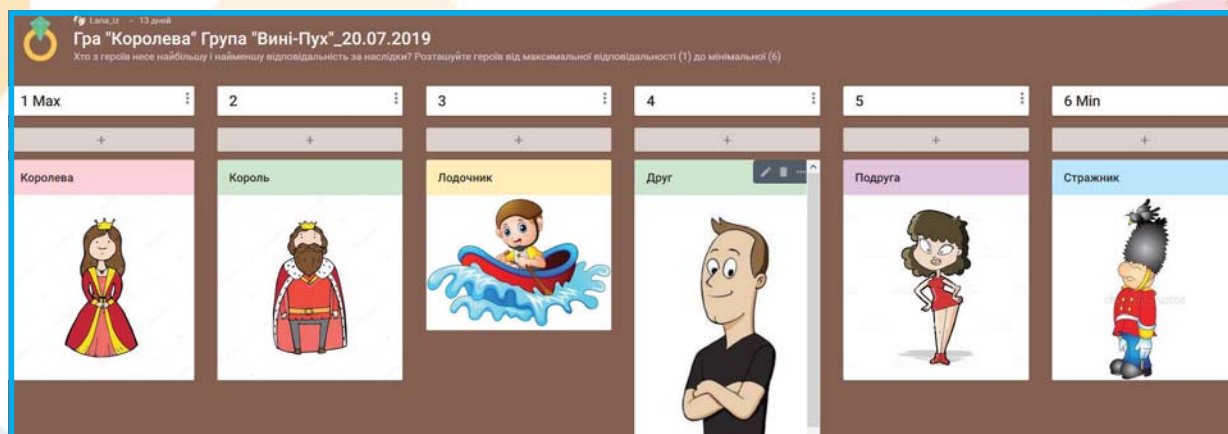 Lana_iz • 13 дней
Гра "Королева" Група "Вині-Пух"_20.07.2019
Хто з героїв несе найбільшу і найменшу відповідальність за наслідки? Розташуйте героїв від максимальної відповідальності (1) до мінімальної (6)
1 Max
2
3
4
5
6 Min
+
+
+
+
+
+
Королева
Король
Лодочник
Друг
Подруга
Стражник